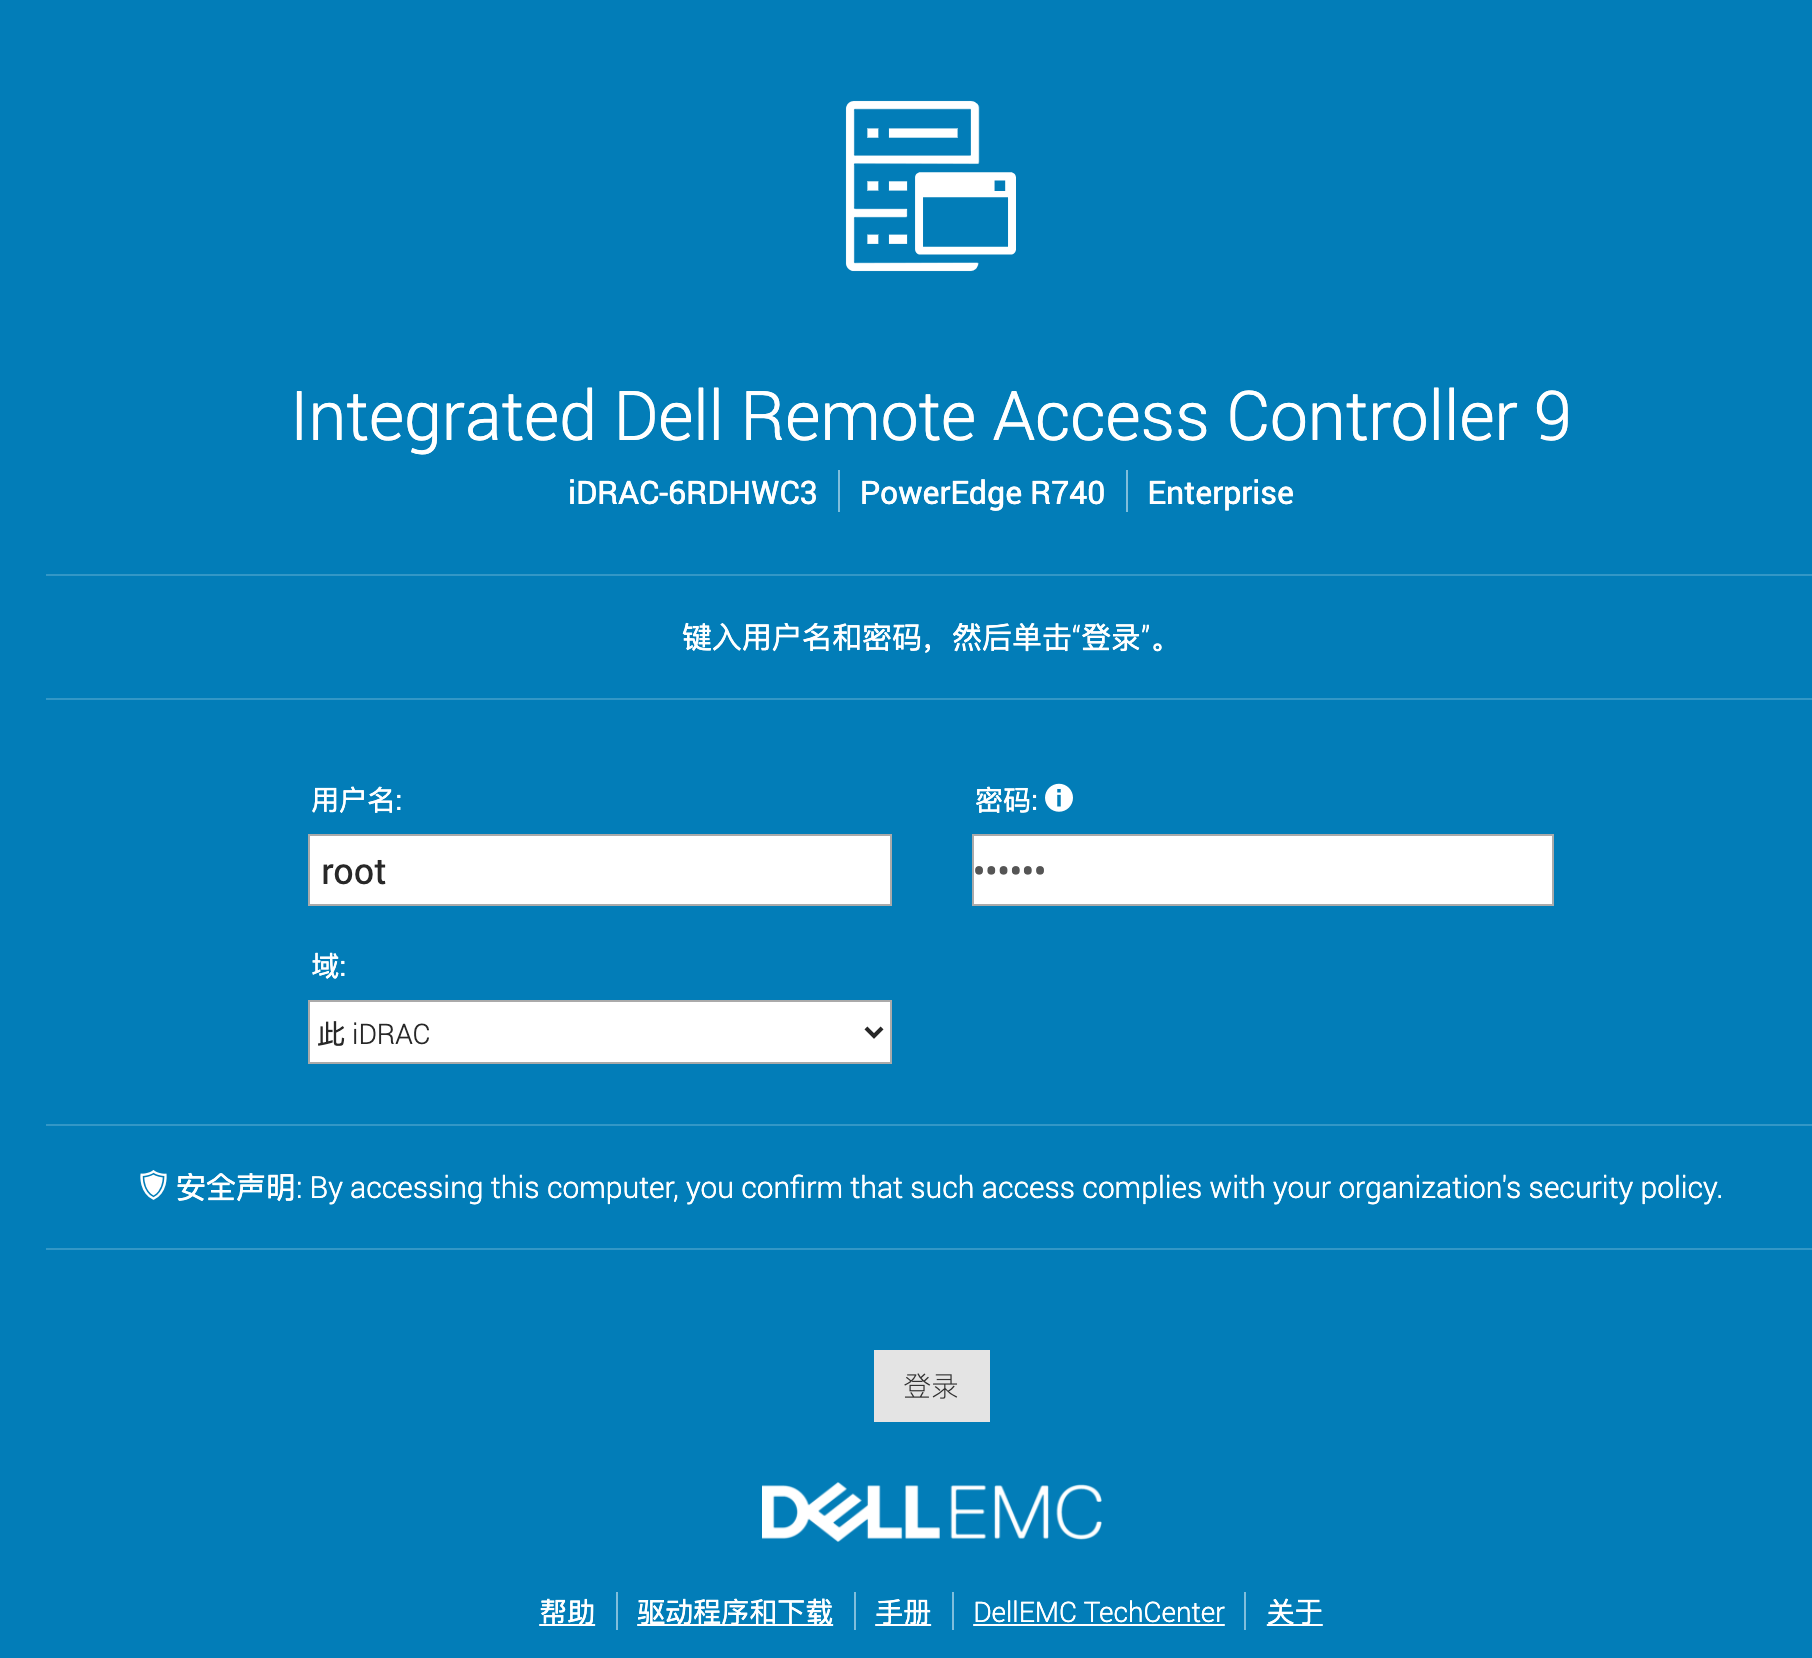 Integrated Dell Remote Access Controller 9
iDRAC-6RDHWC3 | PowerEdge R740 | Enterprise
键入用户名和密码，然后单击“登录”。
用户名:
密码:
root
••••••
域:
此 iDRAC
安全声明: By accessing this computer, you confirm that such access complies with your organization's security policy.
登录
DELLEMC
帮助 | 驱动程序和下载 | 手册 | DellEMC TechCenter | 关于